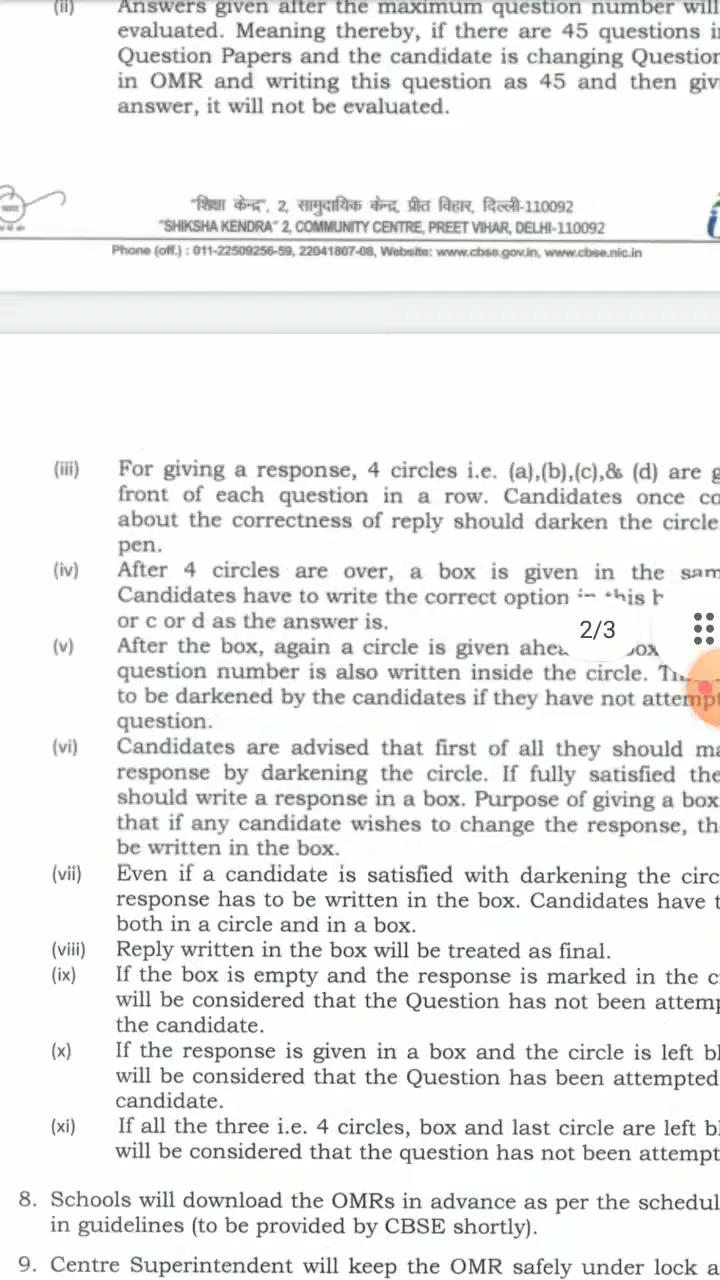 (ii) Answers given after the maximum question number will
evaluated. Meaning thereby, if there are 45 questions i
Question Papers and the candidate is changing Question
in OMR and writing this question as 45 and then giv
answer, it will not be evaluated.
"शिक्षा केन्द्र", 2, सामुदायिक केन्द्र, प्रीत विहार, दिल्ली-110092
"SHIKSHA KENDRA" 2, COMMUNITY CENTRE, PREET VIHAR, DELHI-110092
Phone (off.) : 011-22509256-59, 22041807-08, Website: www.cbse.gov.in, www.cbse.nic.in
(iii) For giving a response, 4 circles i.e. (a),(b),(c),& (d) are g
front of each question in a row. Candidates once co
about the correctness of reply should darken the circle
pen.
(iv) After 4 circles are over, a box is given in the sam
Candidates have to write the correct option in this b
or c or d as the answer is.
2/3
(v) After the box, again a circle is given ahe ox
question number is also written inside the circle. T
to be darkened by the candidates if they have not attempt
question.
(vi) Candidates are advised that first of all they should ma
response by darkening the circle. If fully satisfied the
should write a response in a box. Purpose of giving a box
that if any candidate wishes to change the response, th
be written in the box.
(vii) Even if a candidate is satisfied with darkening the circ
response has to be written in the box. Candidates have t
both in a circle and in a box.
(viii) Reply written in the box will be treated as final.
(ix) If the box is empty and the response is marked in the c
will be considered that the Question has not been attemp
the candidate.
(x) If the response is given in a box and the circle is left bl
will be considered that the Question has been attempted
candidate.
(xi) If all the three i.e. 4 circles, box and last circle are left bl
will be considered that the question has not been attempt
8. Schools will download the OMRs in advance as per the schedul
in guidelines (to be provided by CBSE shortly).
9. Centre Superintendent will keep the OMR safely under lock a